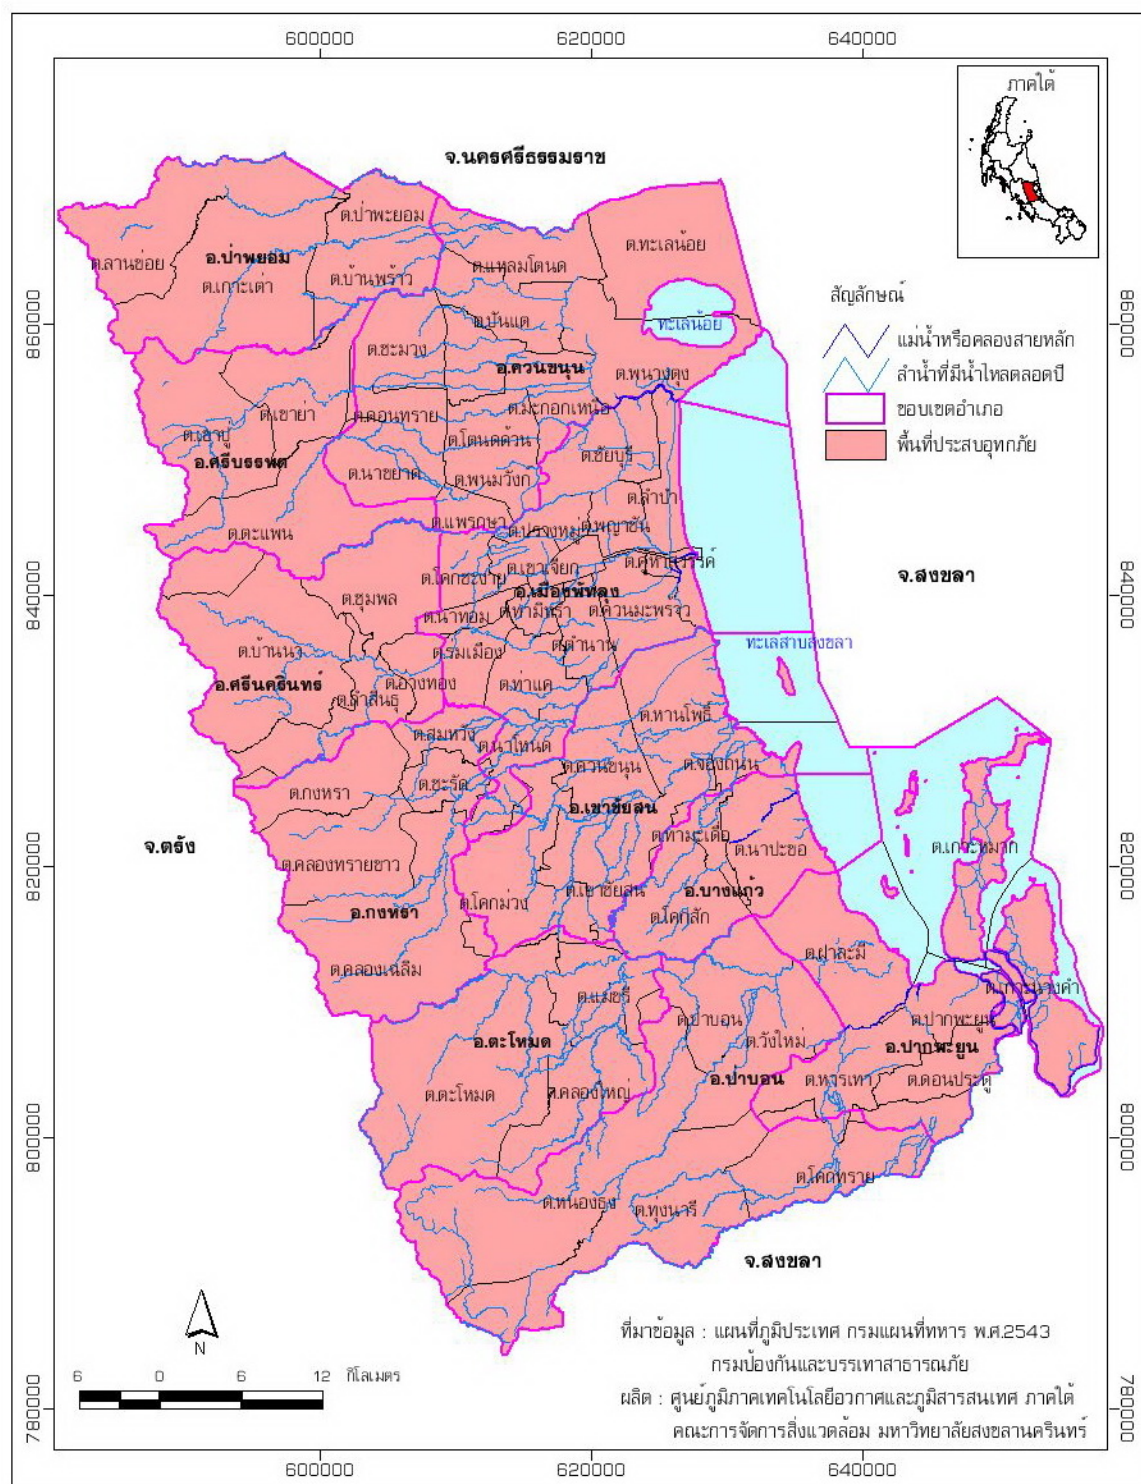 600000 620000 640000
ภาคใต้
จ.นครศรีธรรมราช
ต.ป่าพะยอม
ต.ทะเลน้อย
ต.ลานข่อย
อ.ป่าพยอม
ต.แหลมโตนด
ต.เกาะเต่า
ต.บ้านพร้าว
สัญลักษณ์
860000
ต.ปันแต
ทะเลน้อย
860000
แม่น้ำหรือคลองสายหลัก
ต.ชะมวง
อ.ควนขนุน
ต.พนางตุง
ลำน้ำที่มีน้ำไหลตลอดปี
ต.เขาย่า
ต.ดอนทราย
ต.มะกอกเหนือ
ขอบเขตอำเภอ
ต.เขาปู่
ต.โตนดด้วน
ต.ชัยบุรี
พื้นที่ประสบอุทกภัย
อ.ศรีบรรพต
ต.นาขยาด
ต.พนมวังก์
ต.ลำปำ
ต.ตะแพน
ต.แพรกษา
ต.ปรางหมู่
ต.พญาขัน
ต.คูหาสวรรค์
ต.โคกชะงาย
ต.เขาเจียก
จ.สงขลา
840000
ต.ชุมพล
อ.เมืองพัทลุง
840000
ต.นาท่อม
ต.ท่ามิหรำ
ต.ควนมะพร้าว
ต.บ้านนา
ต.ร่มเมือง
ต.ตำนาน
ทะเลสาบสงขลา
อ.ศรีนครินทร์
ต.อ่างทอง
ต.ท่าแค
ต.ลำสินธุ์
ต.หานโพธิ์
ต.สมหวัง
ต.นาโหนด
ต.ควนขนุน
ต.จองถนน
ต.กงหรา
ต.ชะรัด
อ.เขาชัยสน
จ.ตรัง
ต.ท่ามะเดื่อ
ต.นาปะขอ
ต.เกาะหมาก
820000
ต.คลองทรายขาว
820000
ต.เขาชัยสน
อ.บางแก้ว
อ.กงหรา
ต.โคกม่วง
ต.โคกสัก
ต.คลองเฉลิม
ต.ฝาละมี
ต.แม่ขรี
ต.เกาะนางคำ
ต.ป่าบอน
ต.ปากพะยูน
อ.ตะโหมด
ต.วังใหม่
อ.ปากพะยูน
ต.ตะโหมด
ต.คลองใหญ่
อ.ป่าบอน
ต.หารเทา
ต.ดอนประดู่
800000
800000
ต.หนองธง
ต.ทุ่งนารี
ต.โคกทราย
จ.สงขลา
N
ที่มาข้อมูล : แผนที่ภูมิประเทศ กรมแผนที่ทหาร พ.ศ.2543
กรมป้องกันและบรรเทาสาธารณภัย
6 0 6 12 กิโลเมตร
ผลิต : ศูนย์ภูมิภาคเทคโนโลยีอวกาศและภูมิสารสนเทศ ภาคใต้
780000
คณะการจัดการสิ่งแวดล้อม มหาวิทยาลัยสงขลานครินทร์
780000
600000 620000 640000